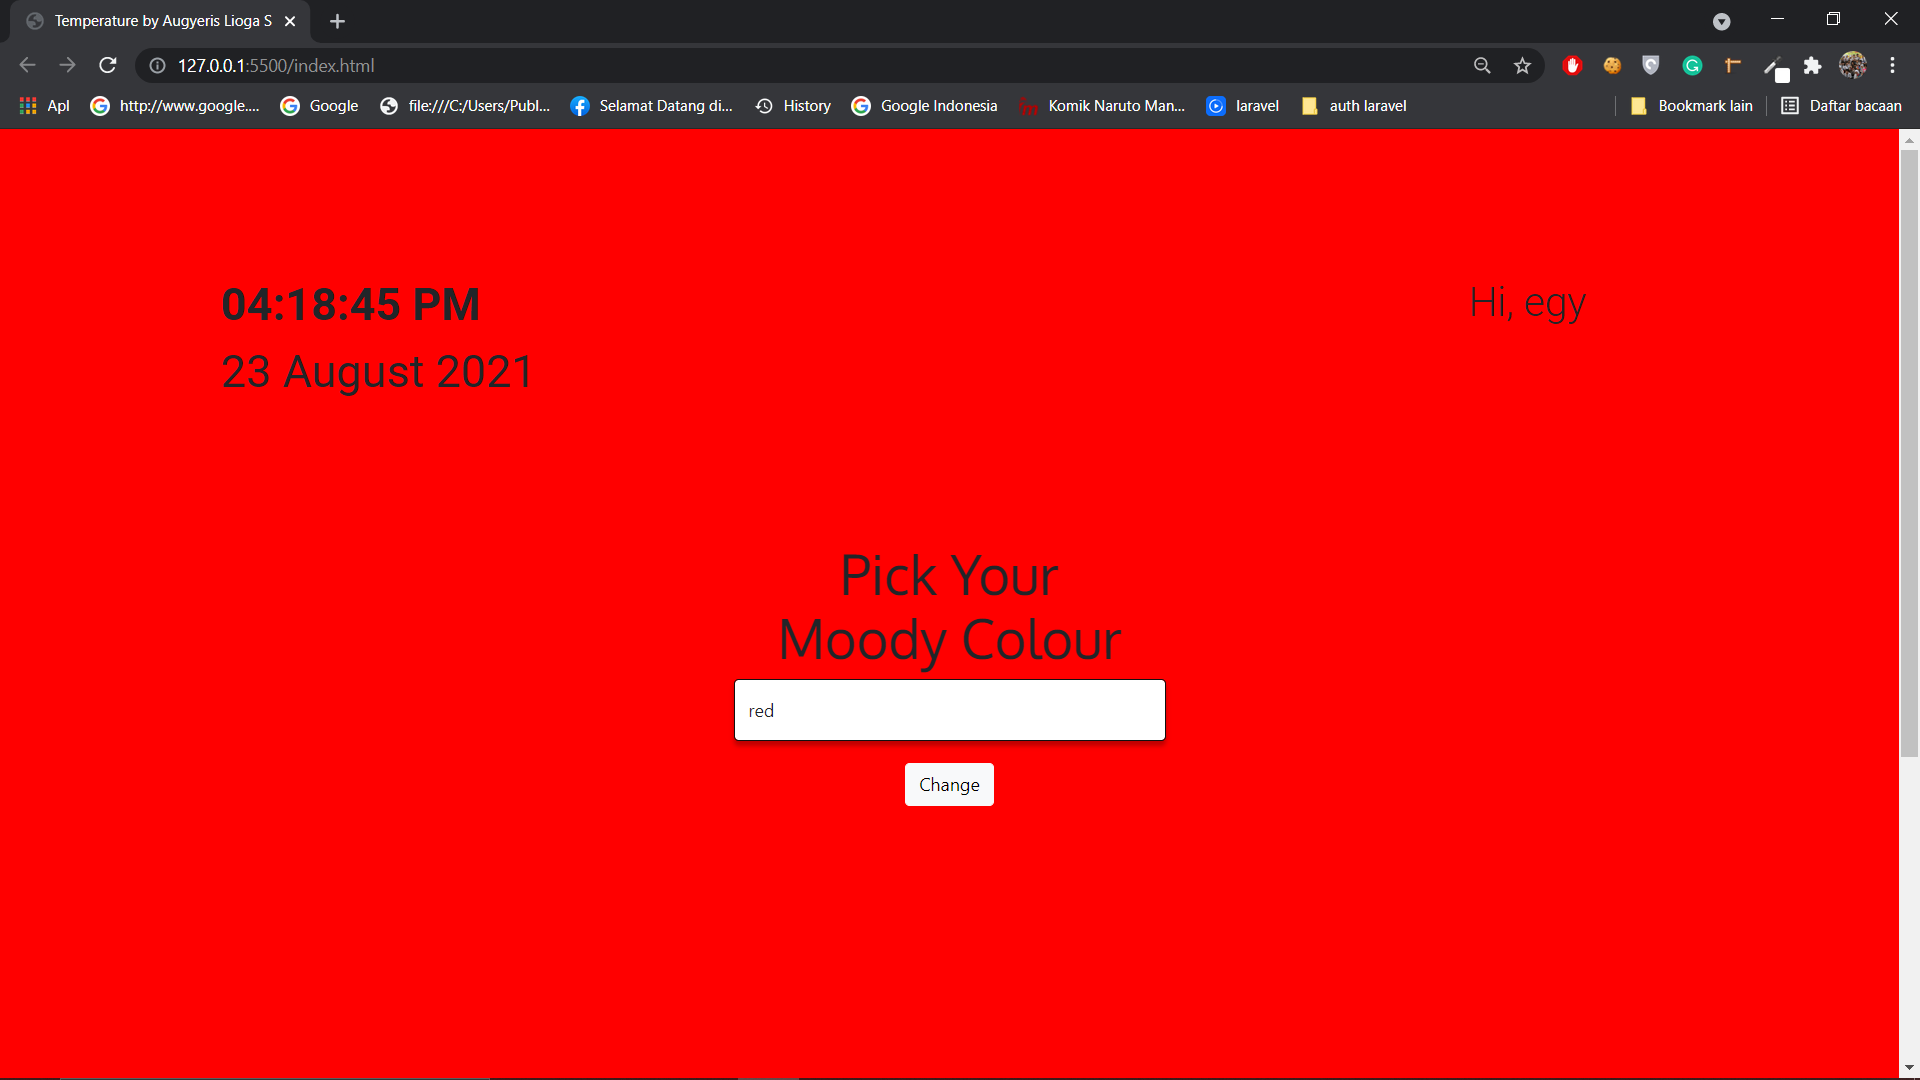 Temperature by Augyeris Lioga S
127.0.0.1:5500/index.html
Apl
http://www.google....
Google
file:///C:/Users/Publ...
Selamat Datang di...
History
Google Indonesia
Komik Naruto Man...
laravel
auth laravel
Bookmark lain
Daftar bacaan
04:18:45 PM
Hi, egy
23 August 2021
Pick Your
Moody Colour
red
Change